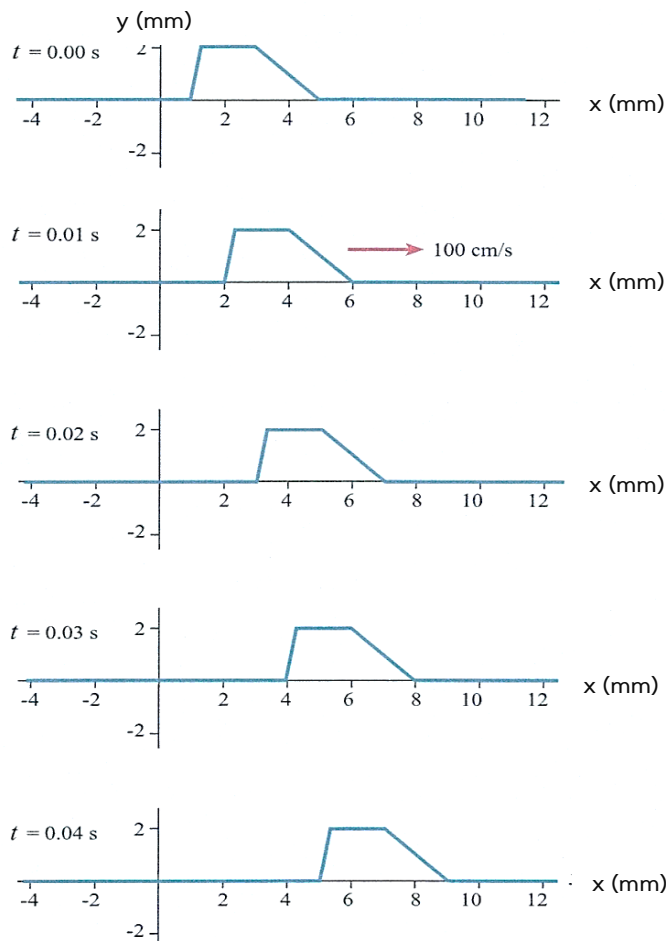 y (mm)
t = 0.00 s
2
-4 -2 2 4 6 8 10 12 x (mm)
-2
t = 0.01 s
2
100 cm/s
-4 -2 2 4 6 8 10 12 x (mm)
-2
t = 0.02 s
2
-4 -2 2 4 6 8 10 12 x (mm)
-2
t = 0.03 s
2
-4 -2 2 4 6 8 10 12 x (mm)
-2
t = 0.04 s
2
-4 -2 2 4 6 8 10 12 x (mm)
-2